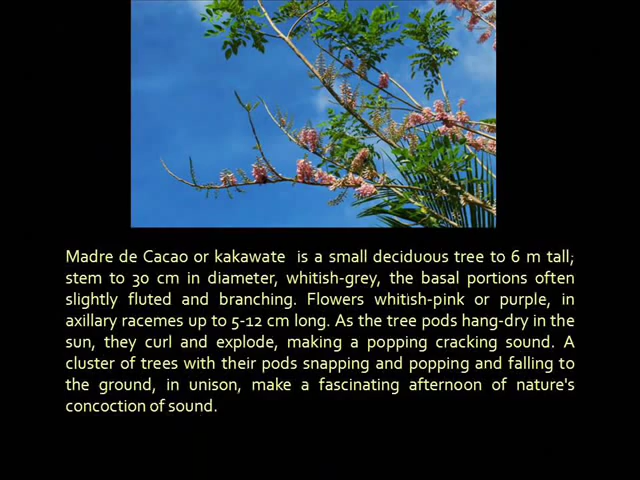 Madre de Cacao or kakawate is a small deciduous tree to 6 m tall;
stem to 30 cm in diameter, whitish-grey, the basal portions often
slightly fluted and branching. Flowers whitish-pink or purple, in
axillary racemes up to 5-12 cm long. As the tree pods hang-dry in the
sun, they curl and explode, making a popping cracking sound. A
cluster of trees with their pods snapping and popping and falling to
the ground, in unison, make a fascinating afternoon of nature's
concoction of sound.